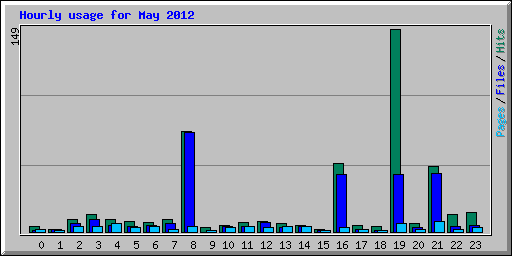 Hourly usage for May 2012
149
Pages/Files/Hits
0 1 2 3 4 5 6 7 8 9 10 11 12 13 14 15 16 17 18 19 20 21 22 23